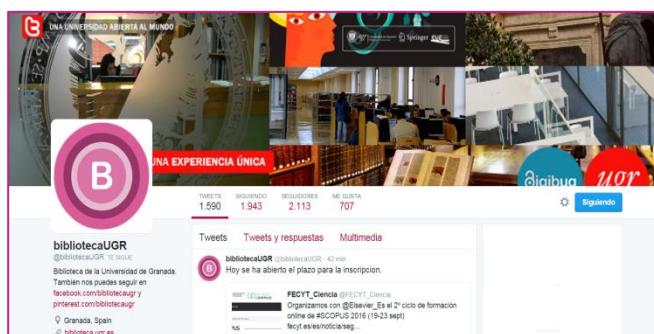 UNA UNIVERSIDAD ABIERTA AL MUNDO
Springer
UNA EXPERIENCIA ÚNICA
digibug
ugr
B
TWEETS SIGUIENDO SEGUIDORES ME GUSTA
1.590 1.943 2.113 707
Siguiendo
bibliotecaUGR
@bibliotecaUGR TE SIGUE
Biblioteca de la Universidad de Granada.
También nos puedes seguir en
facebook.com/bibliotecaugr y
pinterest.com/bibliotecaugr
Granada, Spain
biblioteca.ugr.es
Tweets Tweets y respuestas Multimedia
B
bibliotecaUGR @bibliotecaUGR · 42 min
Hoy se ha abierto el plazo para la inscripcion.
FECYT_Ciencia @FECYT_Ciencia
Organizamos con @Elsevier_Es el 2º ciclo de formación
online de #SCOPUS 2016 (19-23 sept)
fecyt.es/es/noticia/seg...